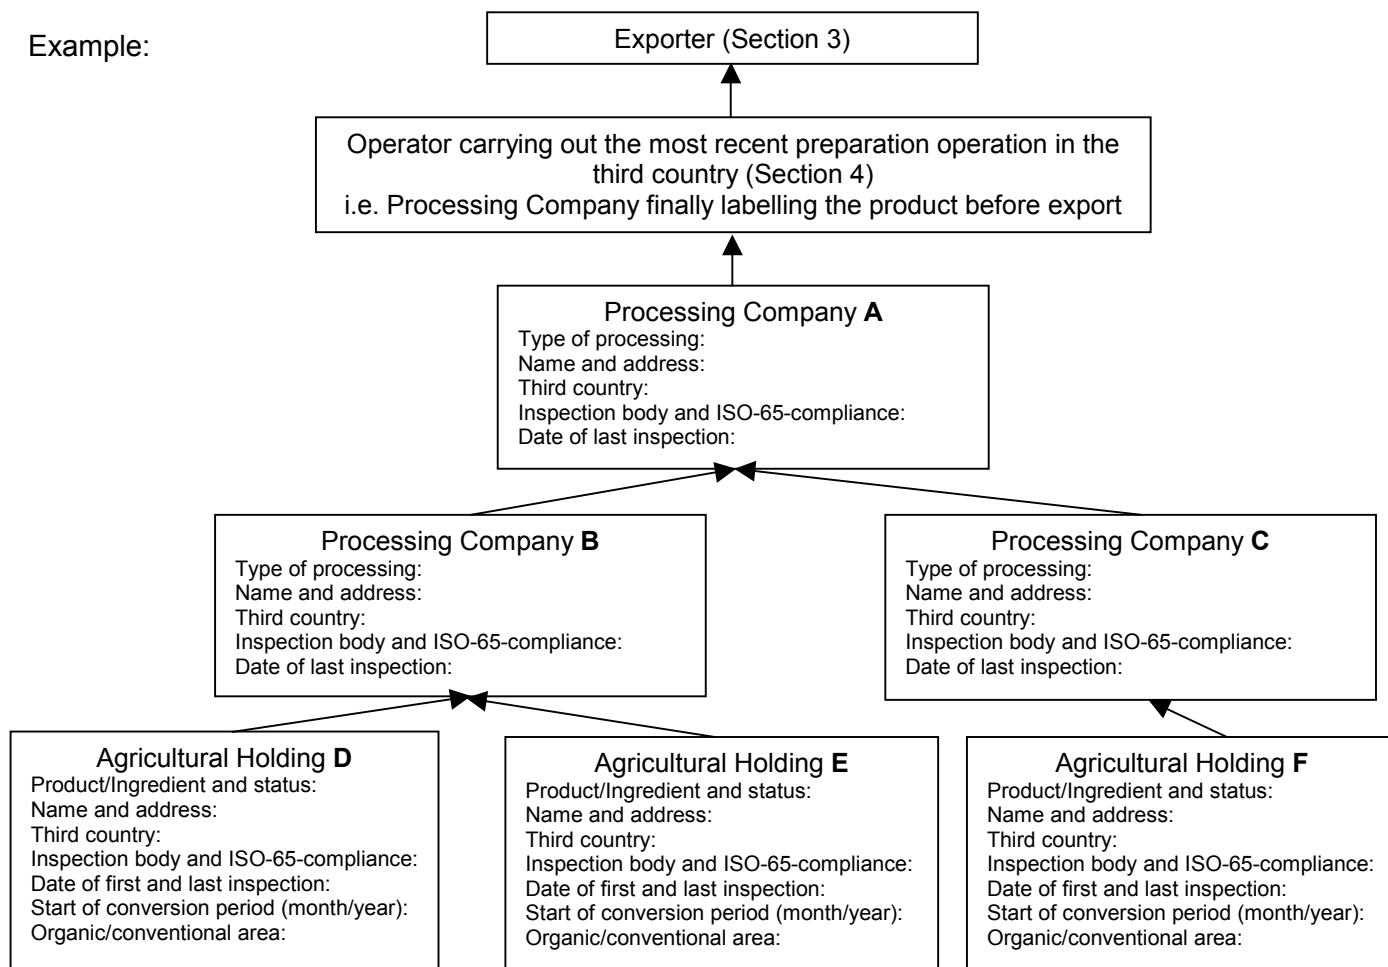 Example:
Exporter (Section 3)
Operator carrying out the most recent preparation operation in the
third country (Section 4)
i.e. Processing Company finally labelling the product before export
Processing Company A
Type of processing:
Name and address:
Third country:
Inspection body and ISO-65-compliance:
Date of last inspection:
Processing Company B
Type of processing:
Name and address:
Third country:
Inspection body and ISO-65-compliance:
Date of last inspection:
Processing Company C
Type of processing:
Name and address:
Third country:
Inspection body and ISO-65-compliance:
Date of last inspection:
Agricultural Holding D
Product/Ingredient and status:
Name and address:
Third country:
Inspection body and ISO-65-compliance:
Date of first and last inspection:
Start of conversion period (month/year):
Organic/conventional area:
Agricultural Holding E
Product/Ingredient and status:
Name and address:
Third country:
Inspection body and ISO-65-compliance:
Date of first and last inspection:
Start of conversion period (month/year):
Organic/conventional area:
Agricultural Holding F
Product/Ingredient and status:
Name and address:
Third country:
Inspection body and ISO-65-compliance:
Date of first and last inspection:
Start of conversion period (month/year):
Organic/conventional area: